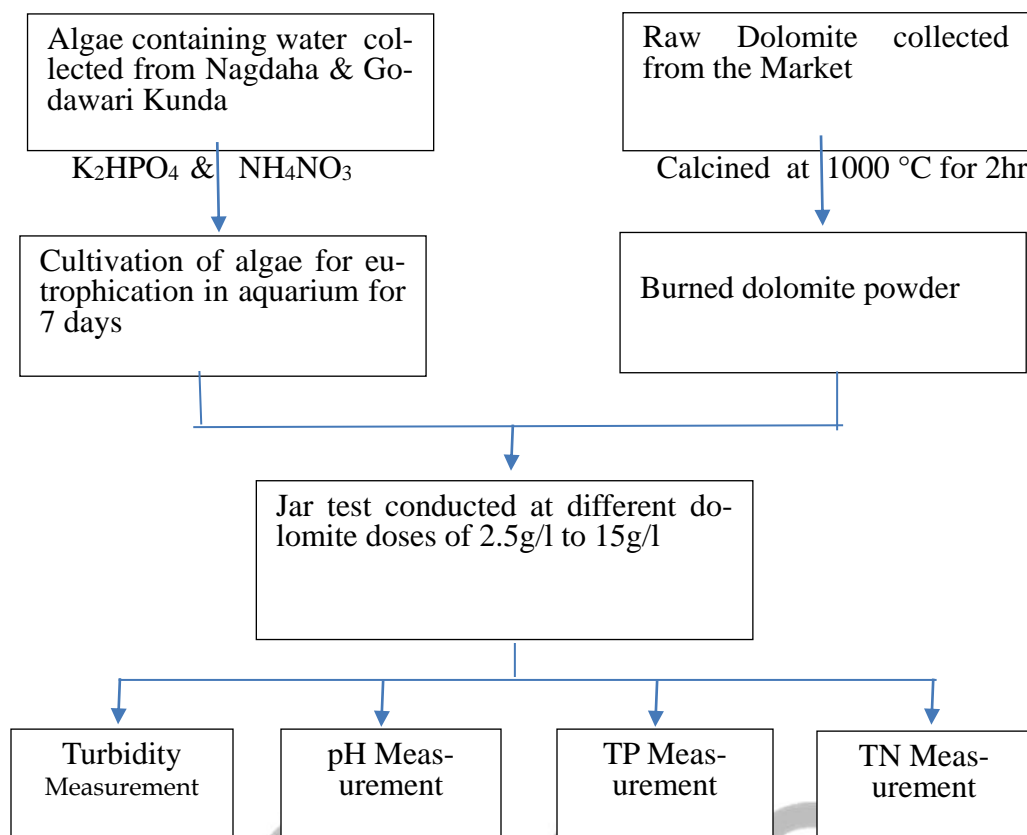 Algae containing water col-
lected from Nagdaha & Go-
dawari Kunda
Raw Dolomite collected
from the Market
K₂HPO₄ & NH₄NO₃
Calcined at 1000 °C for 2hr
Cultivation of algae for eu-
trophication in aquarium for
7 days
Burned dolomite powder
Jar test conducted at different do-
lomite doses of 2.5g/l to 15g/l
Turbidity
Measurement
pH Meas-
urement
TP Meas-
urement
TN Meas-
urement